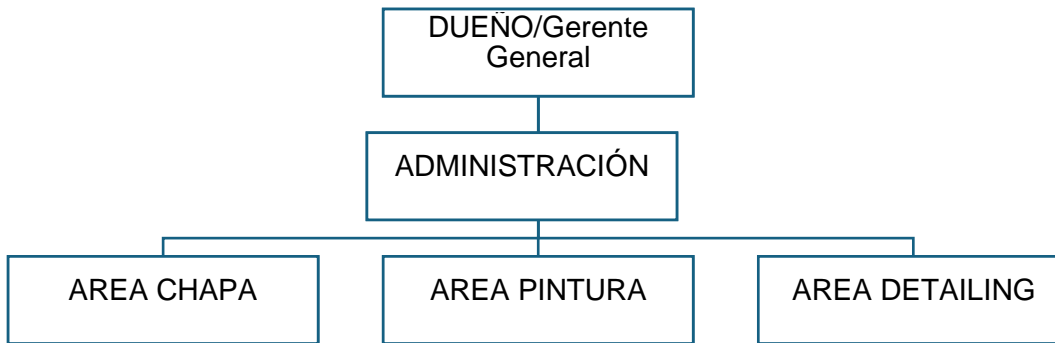 DUEÑO/Gerente
General
ADMINISTRACIÓN
AREA CHAPA
AREA PINTURA
AREA DETAILING